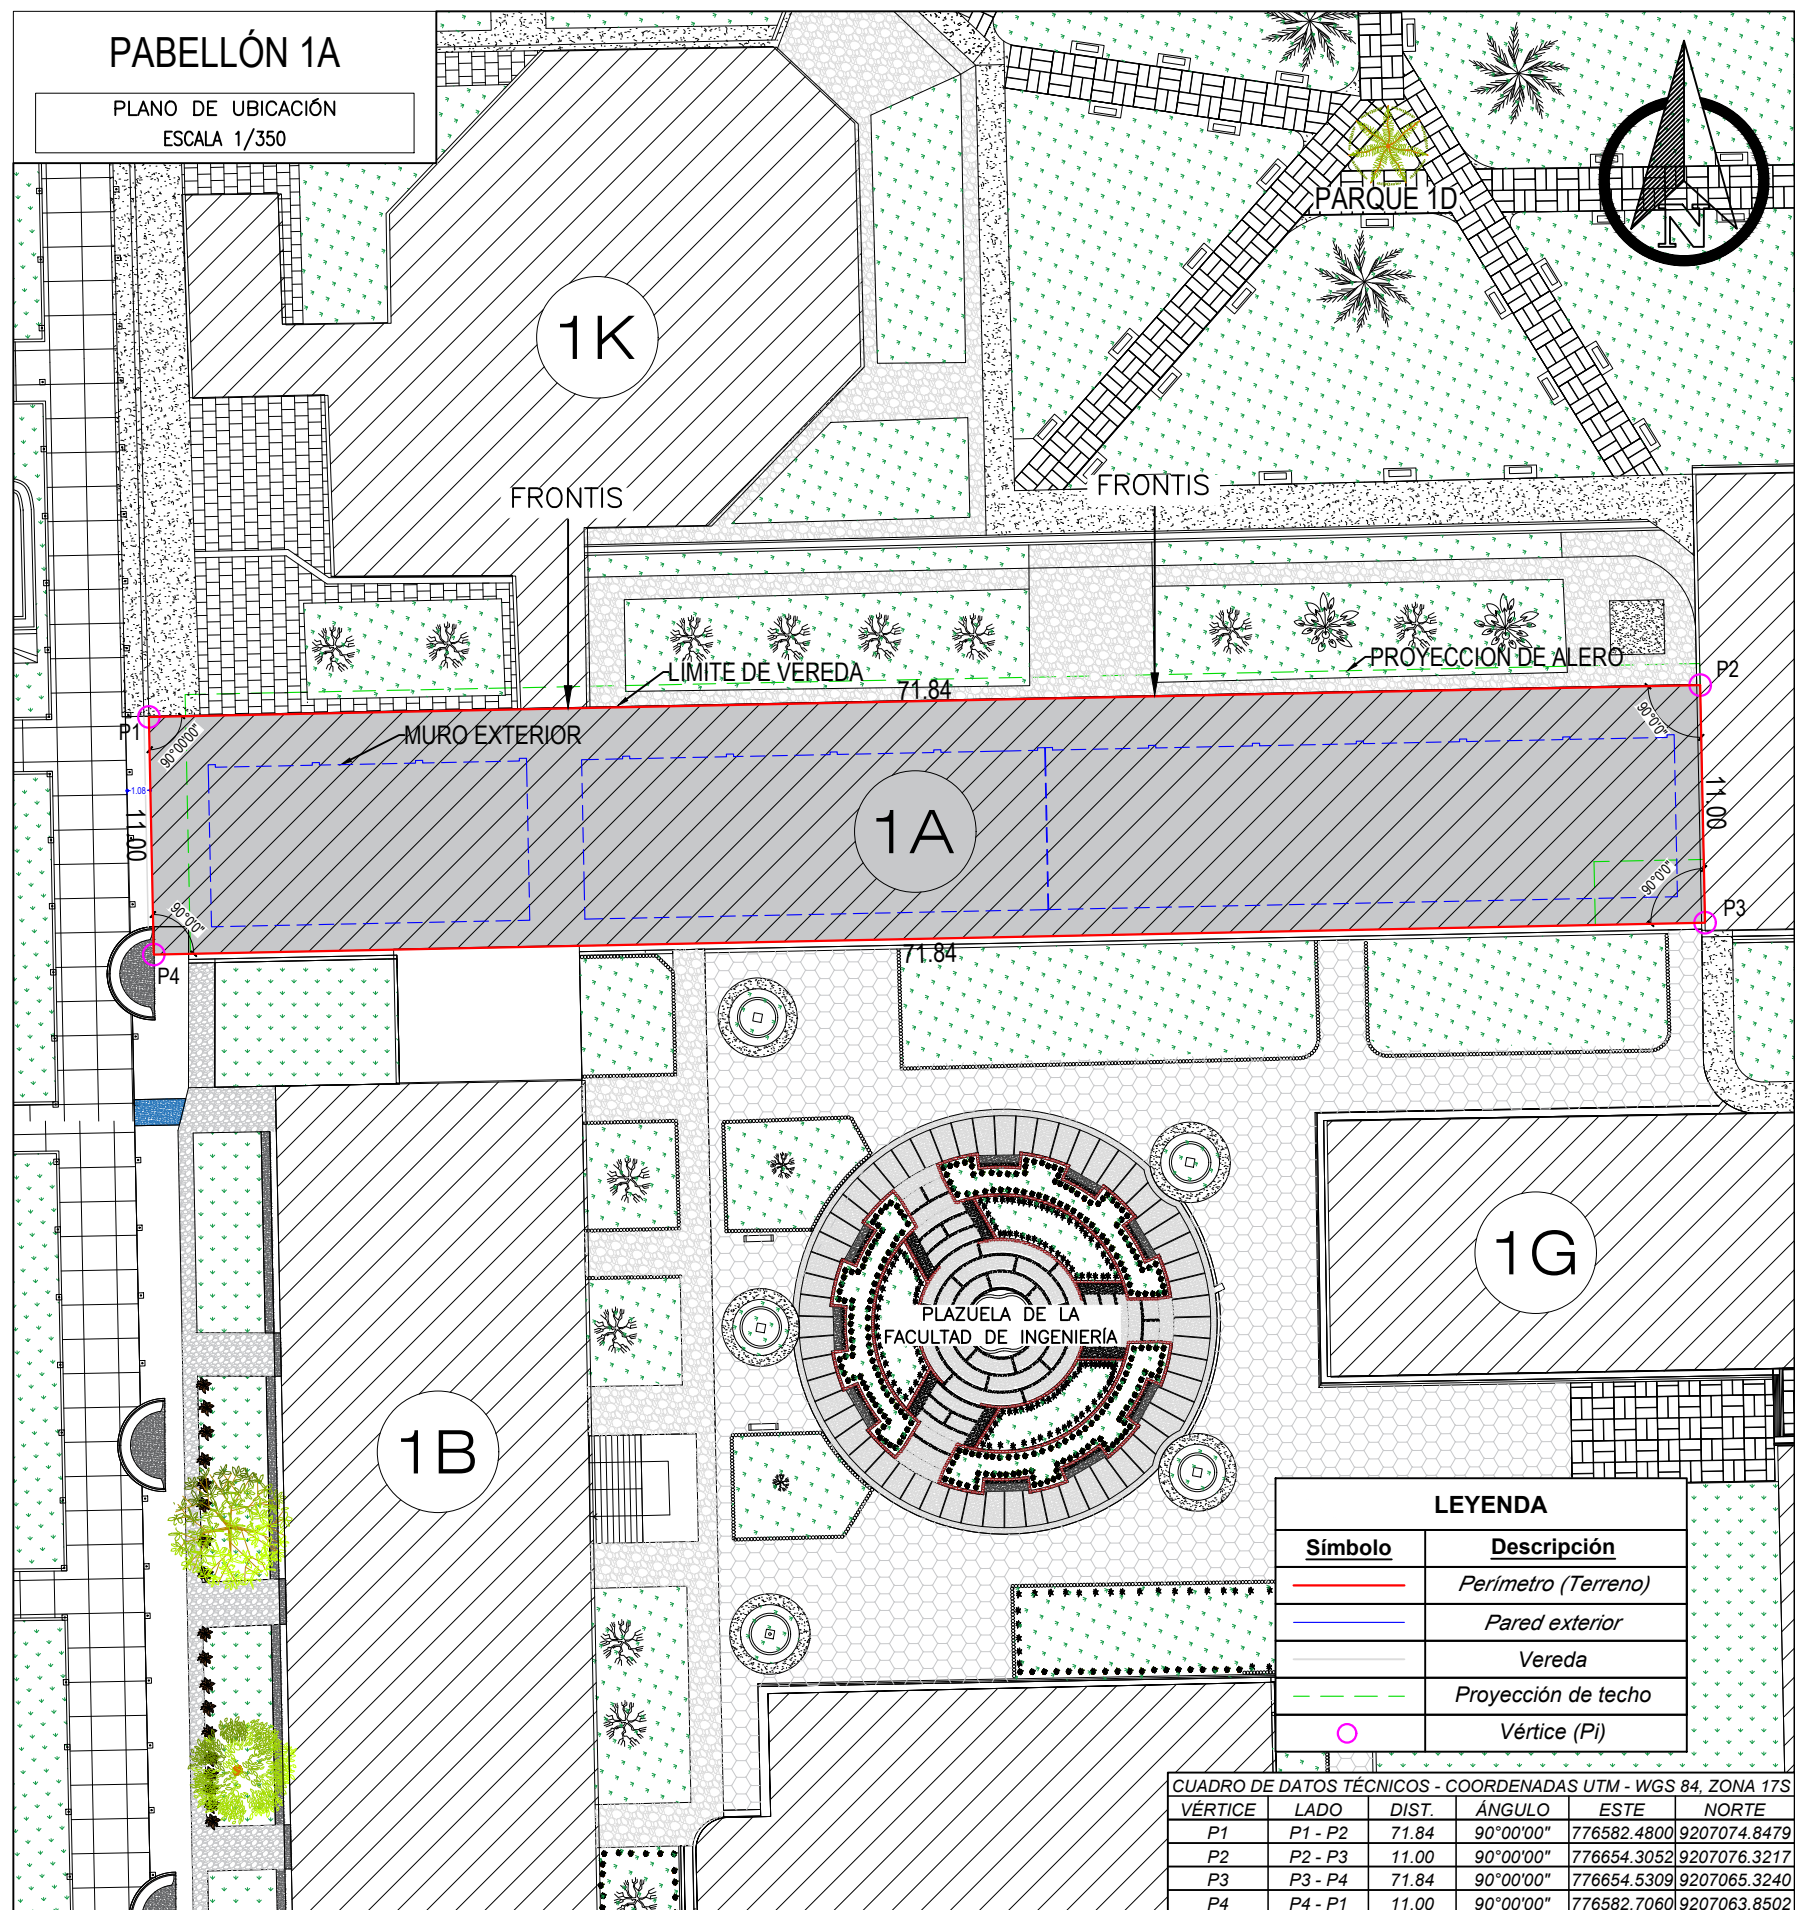 PABELLÓN 1A
PLANO DE UBICACIÓN
ESCALA 1/350
PARQUE 1D
N
1K
FRONTIS
FRONTIS
LIMITE DE VEREDA
PROYECCION DE ALERO
71.84
P2
P1
90°00'00"
MURO EXTERIOR
90°0'0"
1.08
11.00
11.00
1A
90°0'0"
90°0'0"
P3
P4
71.84
1G
PLAZUELA DE LA
FACULTAD DE INGENIERÍA
1B
LEYENDA
Símbolo Descripción
Perímetro (Terreno)
Pared exterior
Vereda
Proyección de techo
Vértice (Pi)
CUADRO DE DATOS TÉCNICOS - COORDENADAS UTM - WGS 84, ZONA 17S
VÉRTICE LADO DIST. ÁNGULO ESTE NORTE
P1 P1 - P2 71.84 90°00'00" 776582.4800 9207074.8479
P2 P2 - P3 11.00 90°00'00" 776654.3052 9207076.3217
P3 P3 - P4 71.84 90°00'00" 776654.5309 9207065.3240
P4 P4 - P1 11.00 90°00'00" 776582.7060 9207063.8502